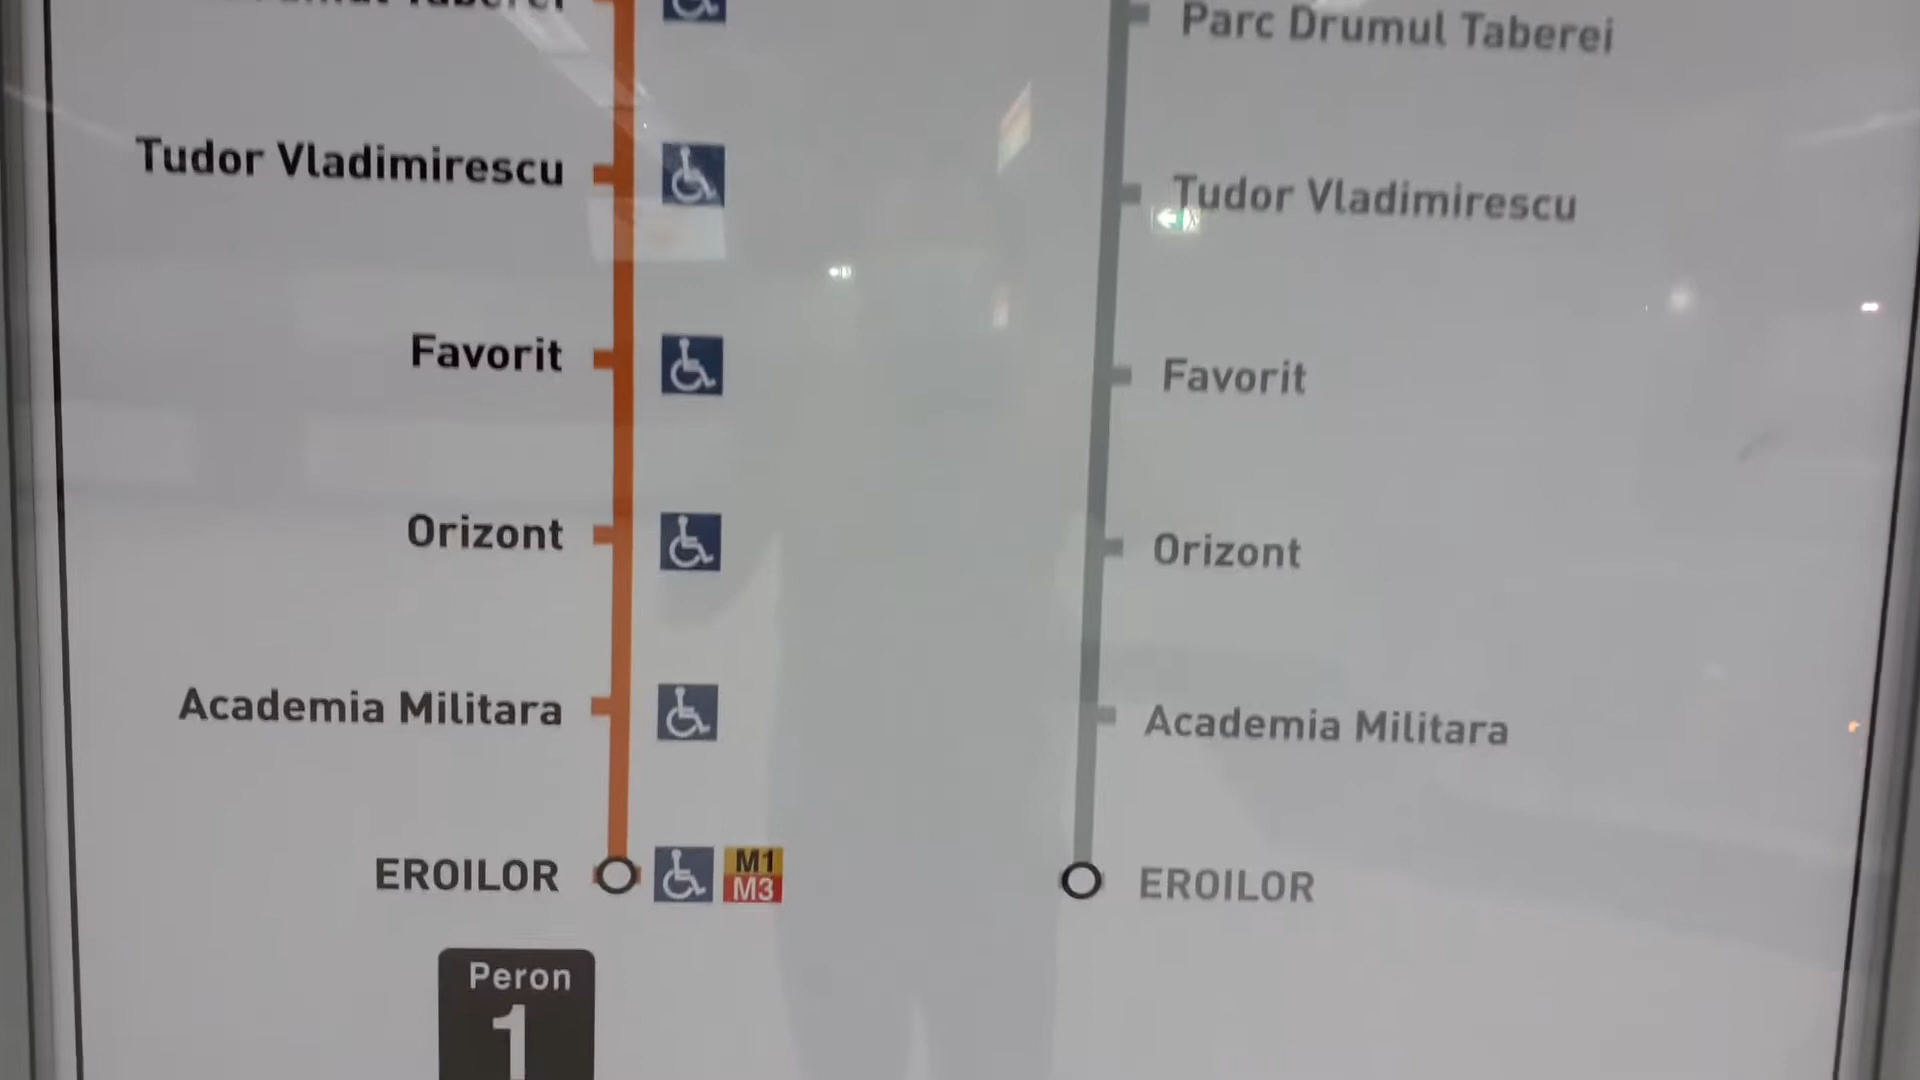 Taberei
Parc Drumul Taberei
Tudor Vladimirescu
Tudor Vladimirescu
Favorit
Favorit
Orizont
Orizont
Academia Militara
Academia Militara
EROILOR
M1
M3
EROILOR
Peron
1